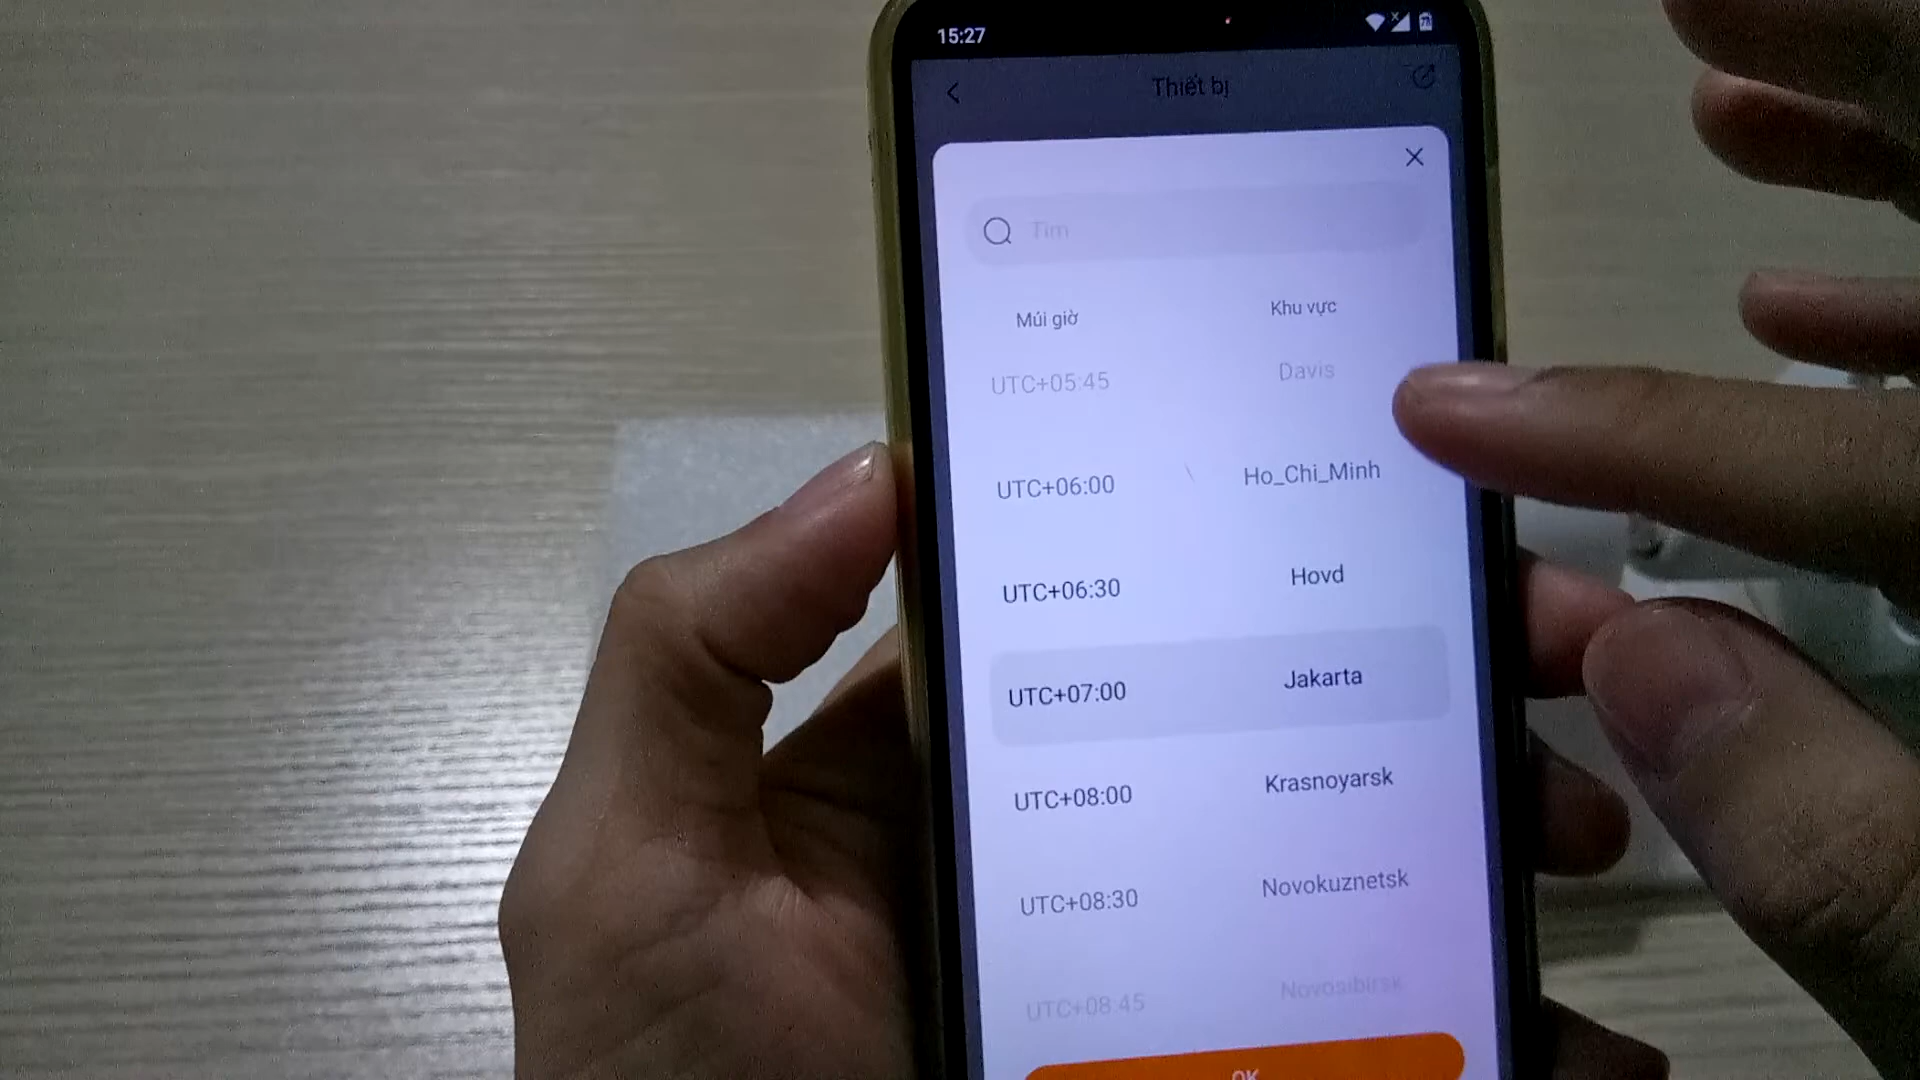 15:27
78
Thiết bị
Tìm
Múi giờ Khu vực
UTC+05:45 Davis
UTC+06:00 Ho_Chi_Minh
UTC+06:30 Hovd
UTC+07:00 Jakarta
UTC+08:00 Krasnoyarsk
UTC+08:30 Novokuznetsk
UTC+08:45 Novosibirsk
OK